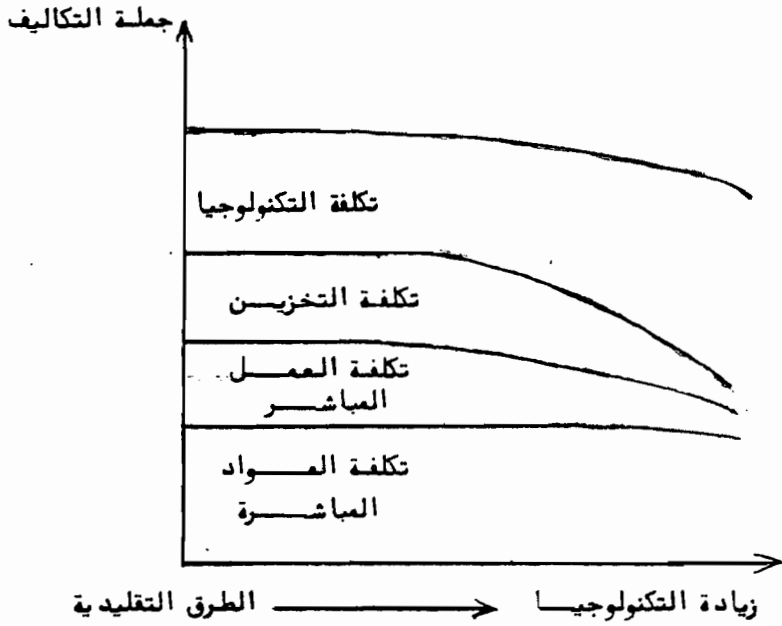 جملة التكاليف
تكلفة التكنولوجيا
تكلفة التخزين
تكلفة العمل
المباشر
تكلفة المواد
المباشرة
الطرق التقليدية
زيادة التكنولوجيا